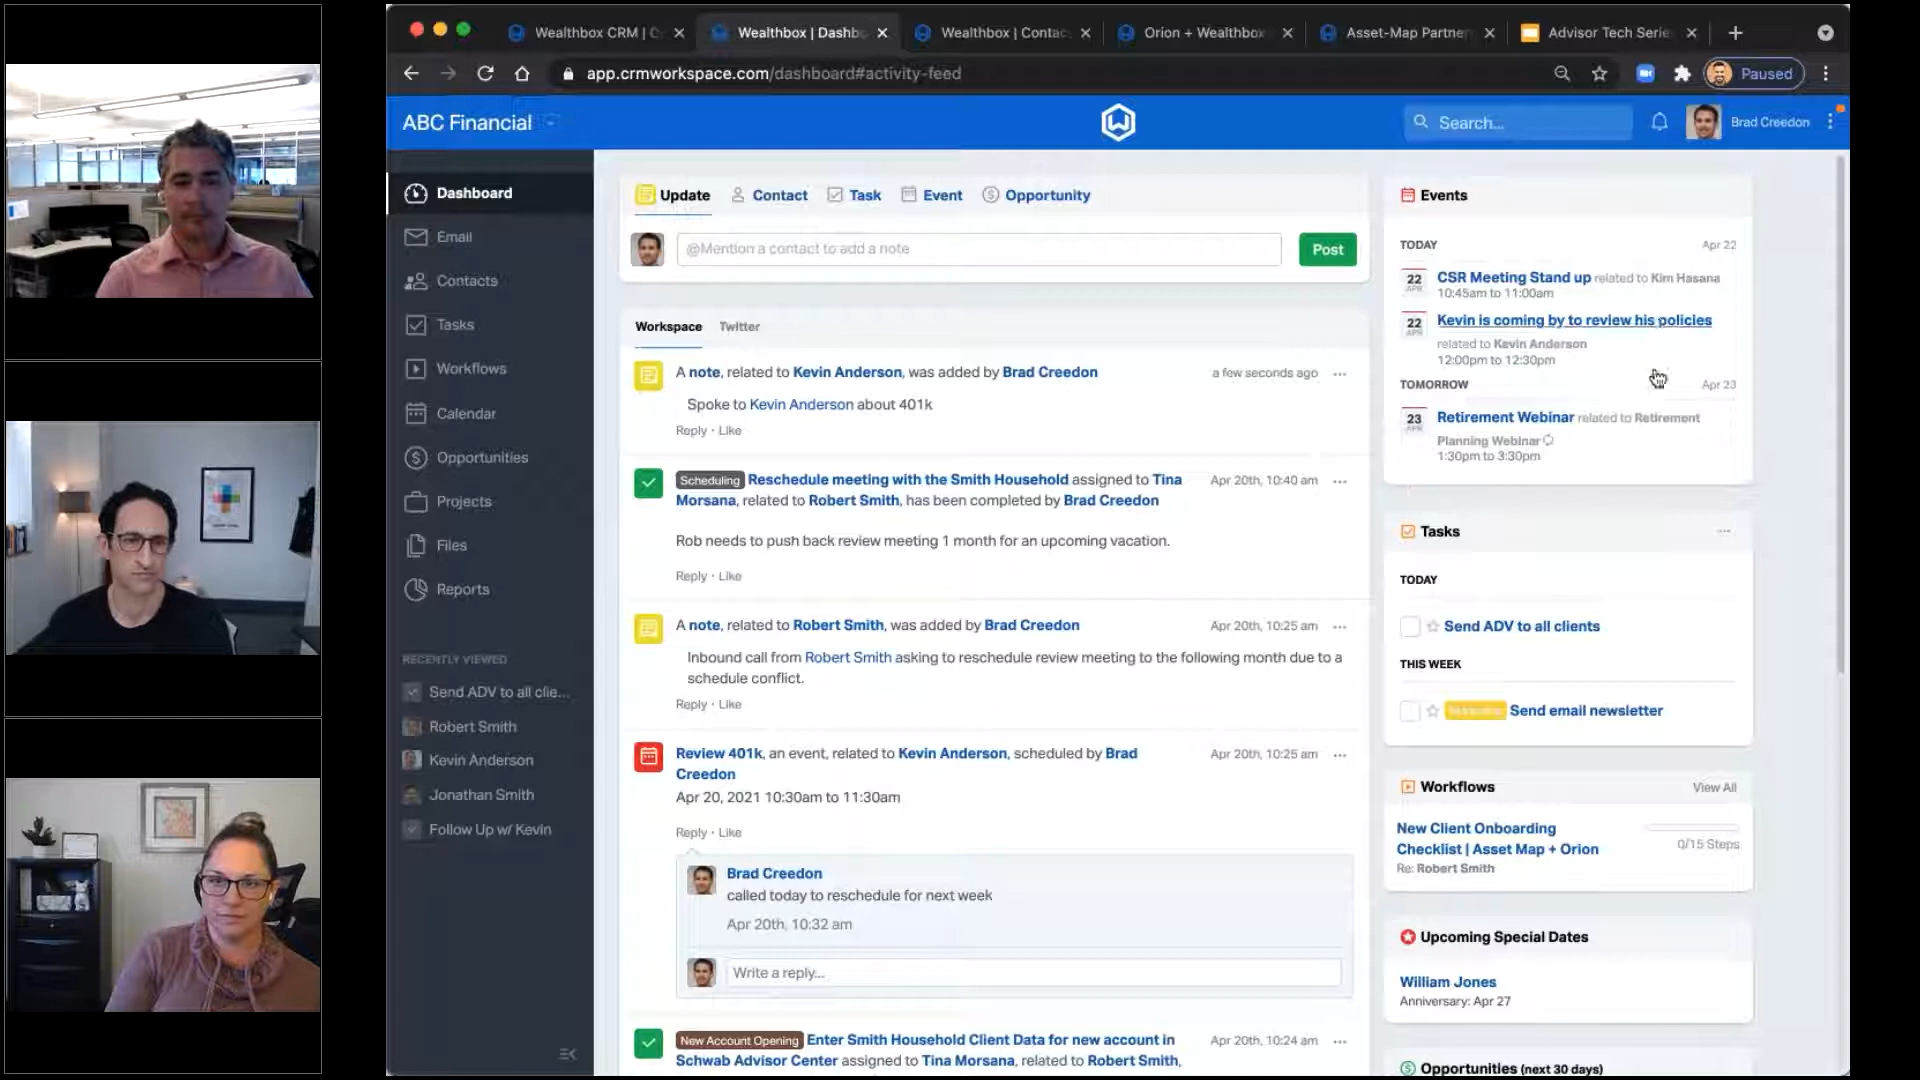 Wealthbox CRM | C
Wealthbox | Dashb
Wealthbox | Contac
Orion + Wealthbox
Asset-Map Partner
Advisor Tech Serie
app.crmworkspace.com/dashboard#activity-feed
Paused
ABC Financial
Search...
Brad Creedon
Dashboard
Email
Contacts
Tasks
Workflows
Calendar
Opportunities
Projects
Files
Reports
RECENTLY VIEWED
Send ADV to all clie...
Robert Smith
Kevin Anderson
Jonathan Smith
Follow Up w/ Kevin
Update Contact Task Event Opportunity
@Mention a contact to add a note
Post
Workspace Twitter
A note, related to Kevin Anderson, was added by Brad Creedon
a few seconds ago
Spoke to Kevin Anderson about 401k
Reply · Like
Scheduling Reschedule meeting with the Smith Household assigned to Tina
Apr 20th, 10:40 am
Morsana, related to Robert Smith, has been completed by Brad Creedon
Rob needs to push back review meeting 1 month for an upcoming vacation.
Reply · Like
A note, related to Robert Smith, was added by Brad Creedon
Apr 20th, 10:25 am
Inbound call from Robert Smith asking to reschedule review meeting to the following month due to a
schedule conflict.
Reply · Like
Review 401k, an event, related to Kevin Anderson, scheduled by Brad
Apr 20th, 10:25 am
Creedon
Apr 20, 2021 10:30am to 11:30am
Reply · Like
Brad Creedon
called today to reschedule for next week
Apr 20th, 10:32 am
Write a reply...
New Account Opening Enter Smith Household Client Data for new account in
Apr 20th, 10:24 am
Schwab Advisor Center assigned to Tina Morsana, related to Robert Smith,
Events
TODAY Apr 22
22 APR
CSR Meeting Stand up related to Kim Hasana
10:45am to 11:00am
22 APR
Kevin is coming by to review his policies
related to Kevin Anderson
12:00pm to 12:30pm
TOMORROW Apr 23
23 APR
Retirement Webinar related to Retirement
Planning Webinar
1:30pm to 3:30pm
Tasks
TODAY
Send ADV to all clients
THIS WEEK
Send email newsletter
Workflows View All
New Client Onboarding
Checklist | Asset Map + Orion
0/15 Steps
Re: Robert Smith
Upcoming Special Dates
William Jones
Anniversary: Apr 27
Opportunities (next 30 days)